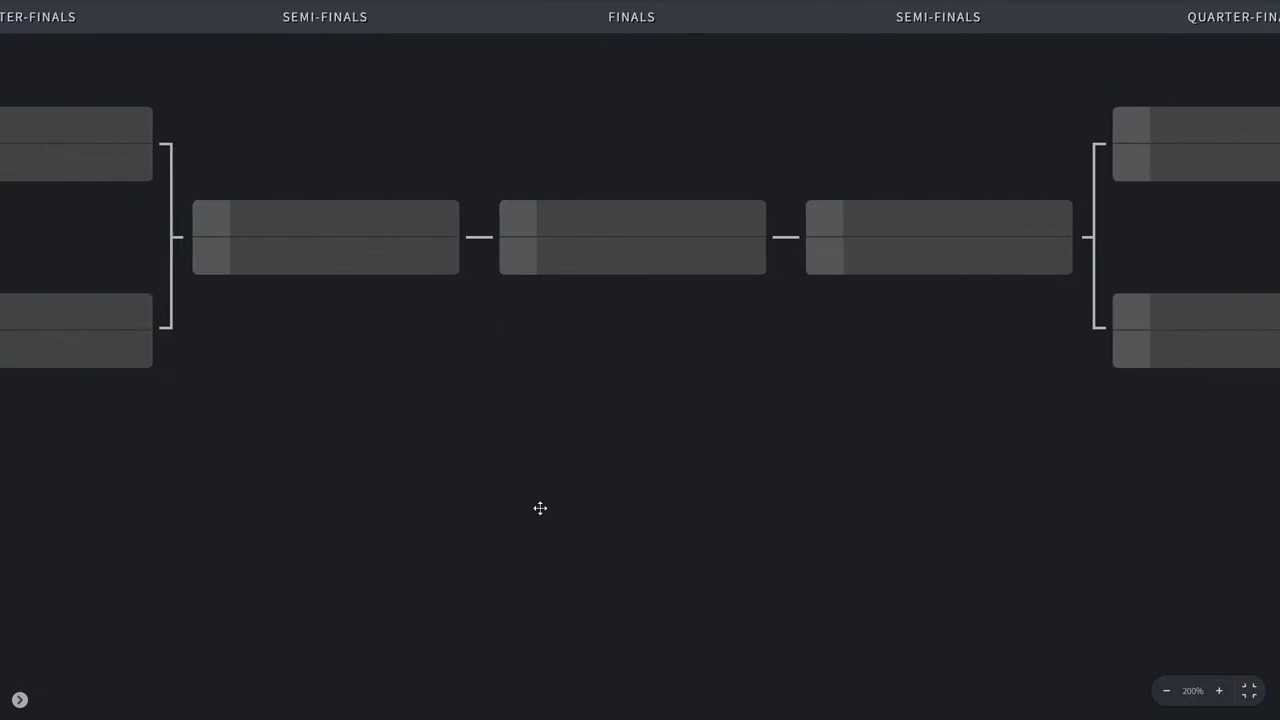 TER-FINALS
SEMI-FINALS
FINALS
SEMI-FINALS
QUARTER-FINA
200%